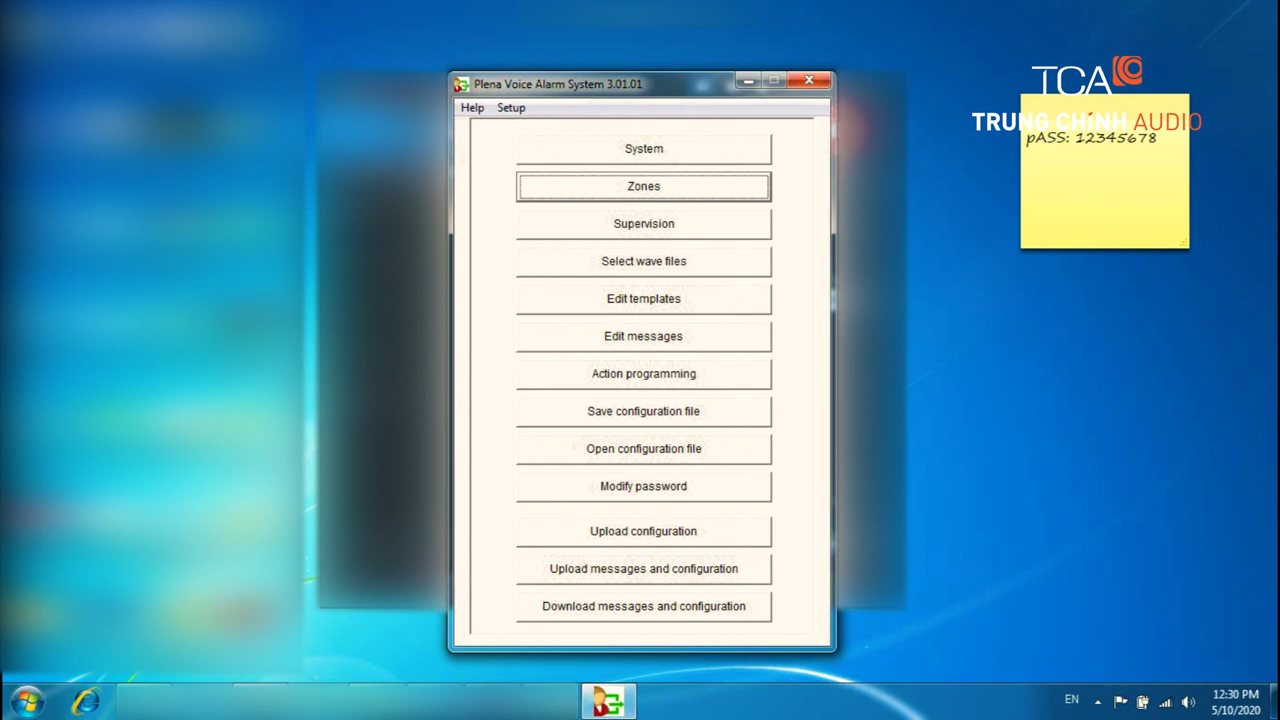 Plena Voice Alarm System 3.01.01
Help Setup
System
Zones
Supervision
Select wave files
Edit templates
Edit messages
Action programming
Save configuration file
Open configuration file
Modify password
Upload configuration
Upload messages and configuration
Download messages and configuration
TCA
TRUNG CHÍNH AUDIO
pASS: 12345678
EN
12:30 PM
5/10/2020